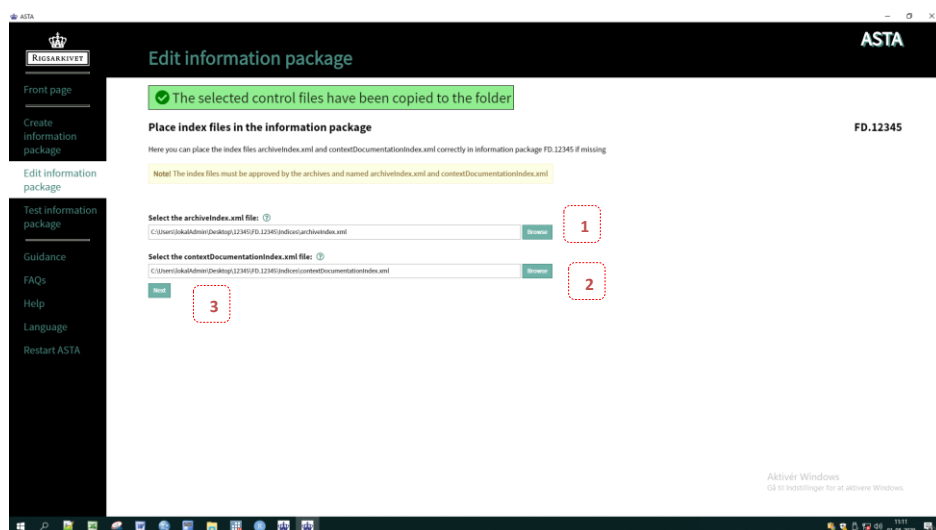 ASTA
RIGSARKIVET
Edit information package
ASTA
Front page
Create
information
package
Edit information
package
Test information
package
Guidance
FAQs
Help
Language
Restart ASTA
The selected control files have been copied to the folder
Place index files in the information package
FD.12345
Here you can place the index files archiveIndex.xml and contextDocumentationIndex.xml correctly in information package FD.12345 if missing
Note! The index files must be approved by the archives and named archiveIndex.xml and contextDocumentationIndex.xml
Select the archiveIndex.xml file:
C:\Users\lokalAdmin\Desktop\12345\FD.12345\Indices\archiveIndex.xml
Browse
1
Select the contextDocumentationIndex.xml file:
C:\Users\lokalAdmin\Desktop\12345\FD.12345\Indices\contextDocumentationIndex.xml
Browse
2
Next
3
Aktivér Windows
Gå til Indstillinger for at aktivere Windows.
11:11